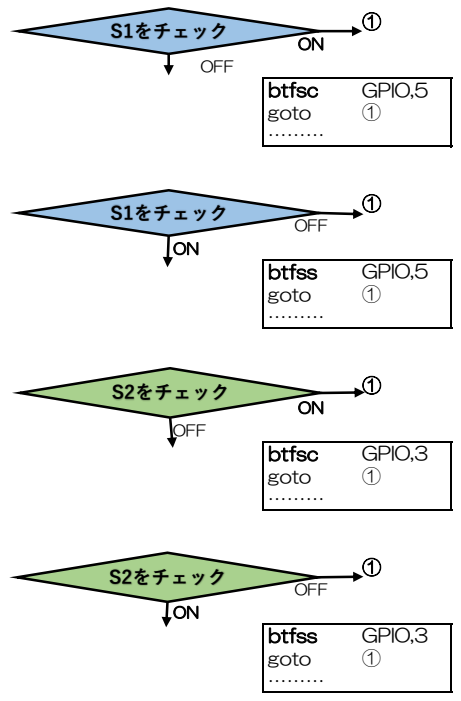 S1をチェック
①
ON
OFF
btfsc GPIO,5
goto ①
………
S1をチェック
①
OFF
ON
btfss GPIO,5
goto ①
………
S2をチェック
①
ON
OFF
btfsc GPIO,3
goto ①
………
S2をチェック
①
OFF
ON
btfss GPIO,3
goto ①
………